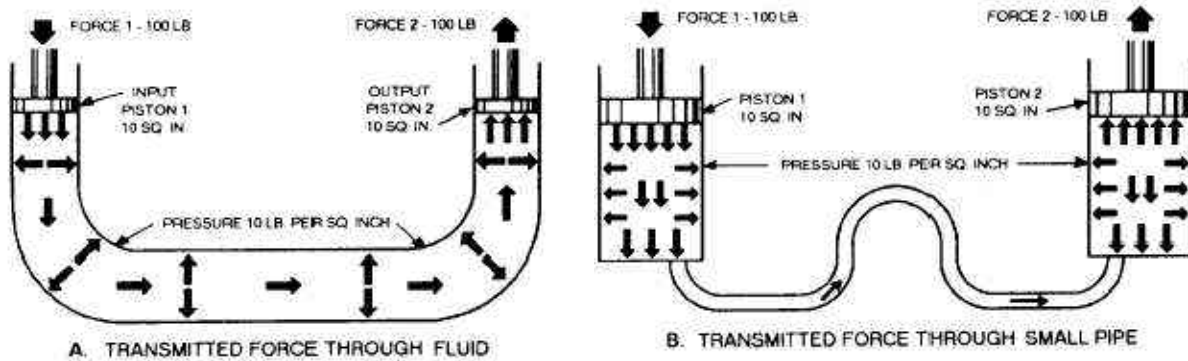 FORCE 1 - 100 LB
FORCE 2 - 100 LB
INPUT
PISTON 1
10 SQ. IN
OUTPUT
PISTON 2
10 SQ IN.
PRESSURE 10 LB PER SQ INCH
A. TRANSMITTED FORCE THROUGH FLUID
FORCE 1 - 100 LB
FORCE 2 - 100 LB
PISTON 1
10 SQ. IN
PISTON 2
10 SQ IN
PRESSURE 10 LB PER SQ INCH
B. TRANSMITTED FORCE THROUGH SMALL PIPE